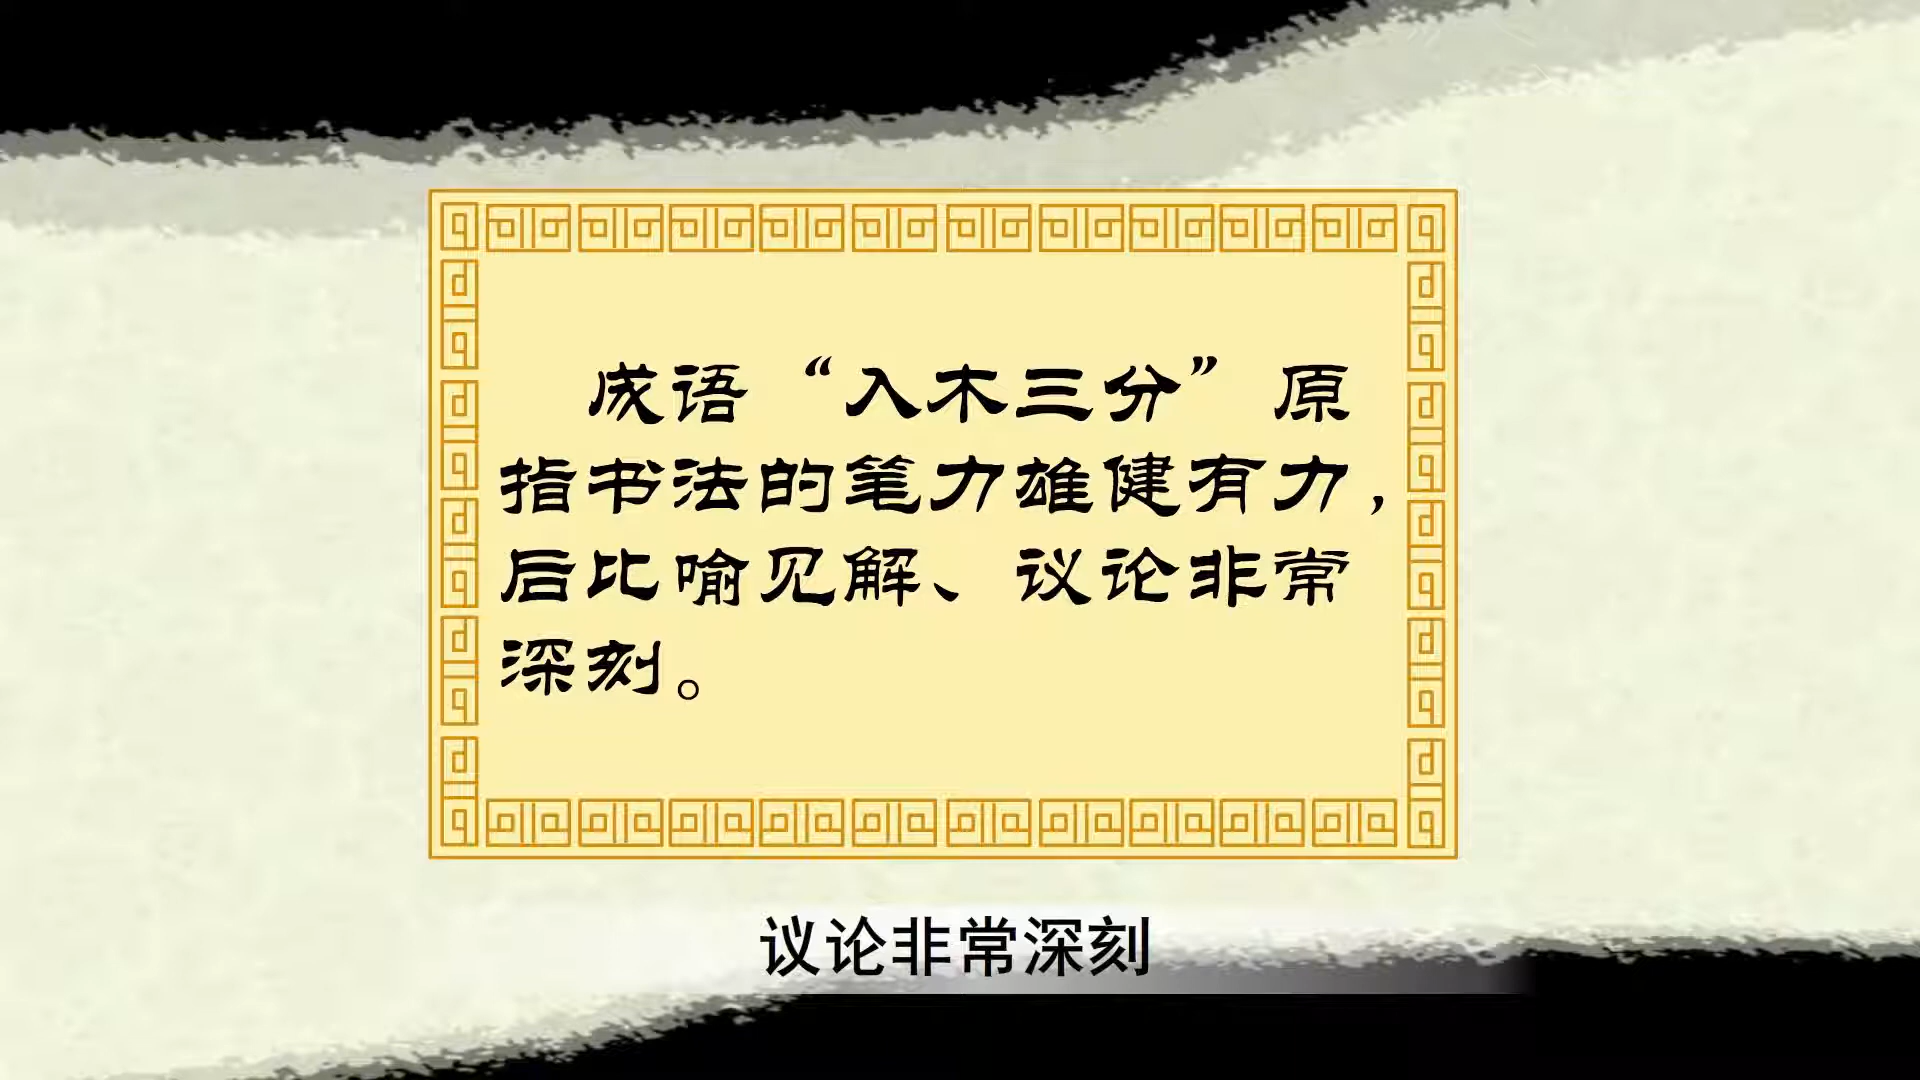 成语“入木三分”原
指书法的笔力雄健有力，
后比喻见解、议论非常
深刻。
议论非常深刻